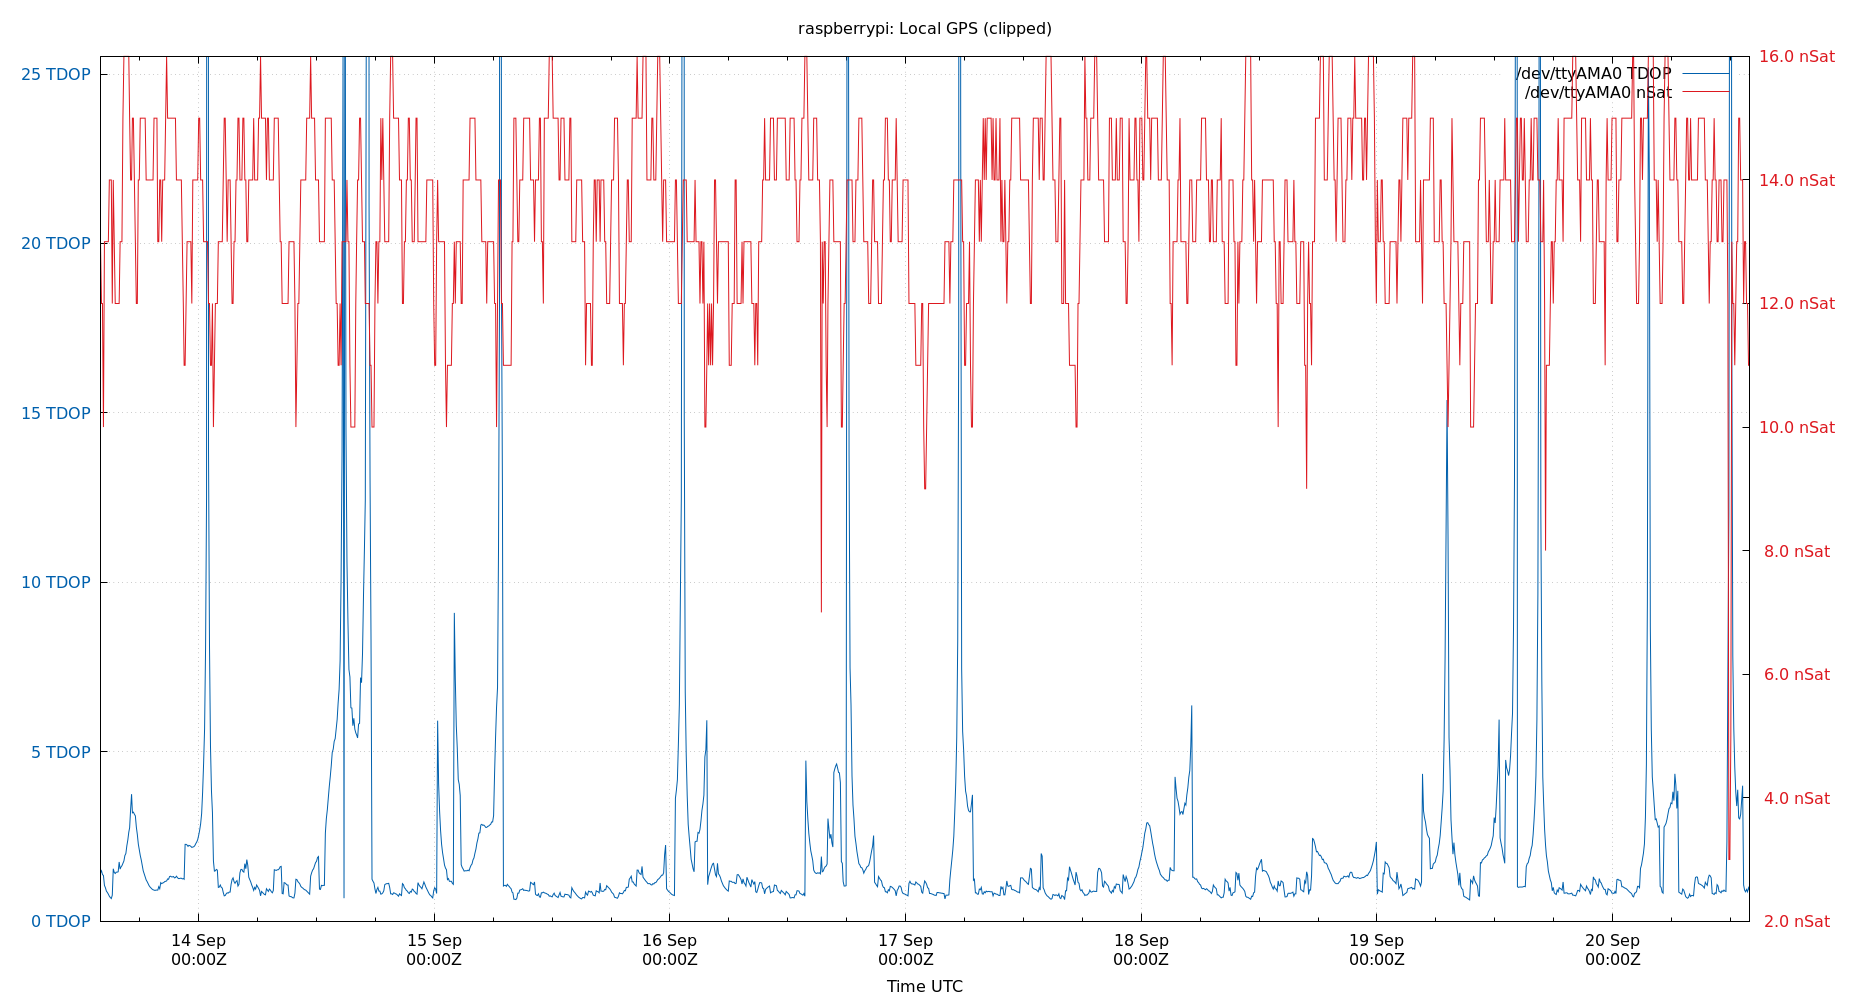 raspberrypi: Local GPS (clipped)
25 TDOP
20 TDOP
15 TDOP
10 TDOP
5 TDOP
0 TDOP
16.0 nSat
14.0 nSat
12.0 nSat
10.0 nSat
8.0 nSat
6.0 nSat
4.0 nSat
2.0 nSat
/dev/ttyAMA0 TDOP
/dev/ttyAMA0 nSat
14 Sep
00:00Z
15 Sep
00:00Z
16 Sep
00:00Z
17 Sep
00:00Z
18 Sep
00:00Z
19 Sep
00:00Z
20 Sep
00:00Z
Time UTC